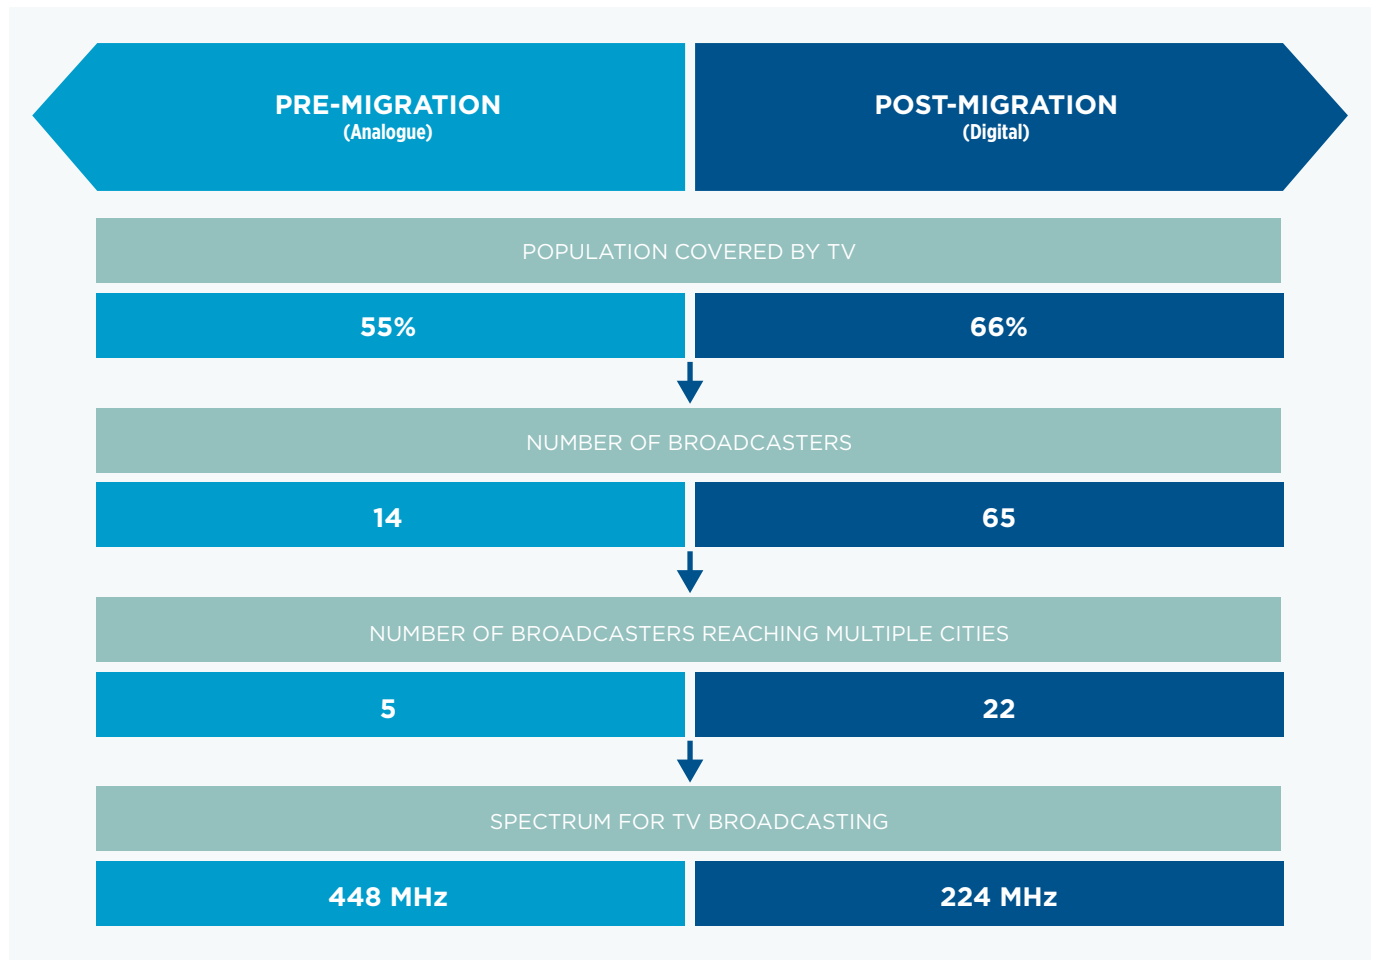 PRE-MIGRATION
(Analogue)
POST-MIGRATION
(Digital)
POPULATION COVERED BY TV
55%
66%
NUMBER OF BROADCASTERS
14
65
NUMBER OF BROADCASTERS REACHING MULTIPLE CITIES
5
22
SPECTRUM FOR TV BROADCASTING
448 MHz
224 MHz